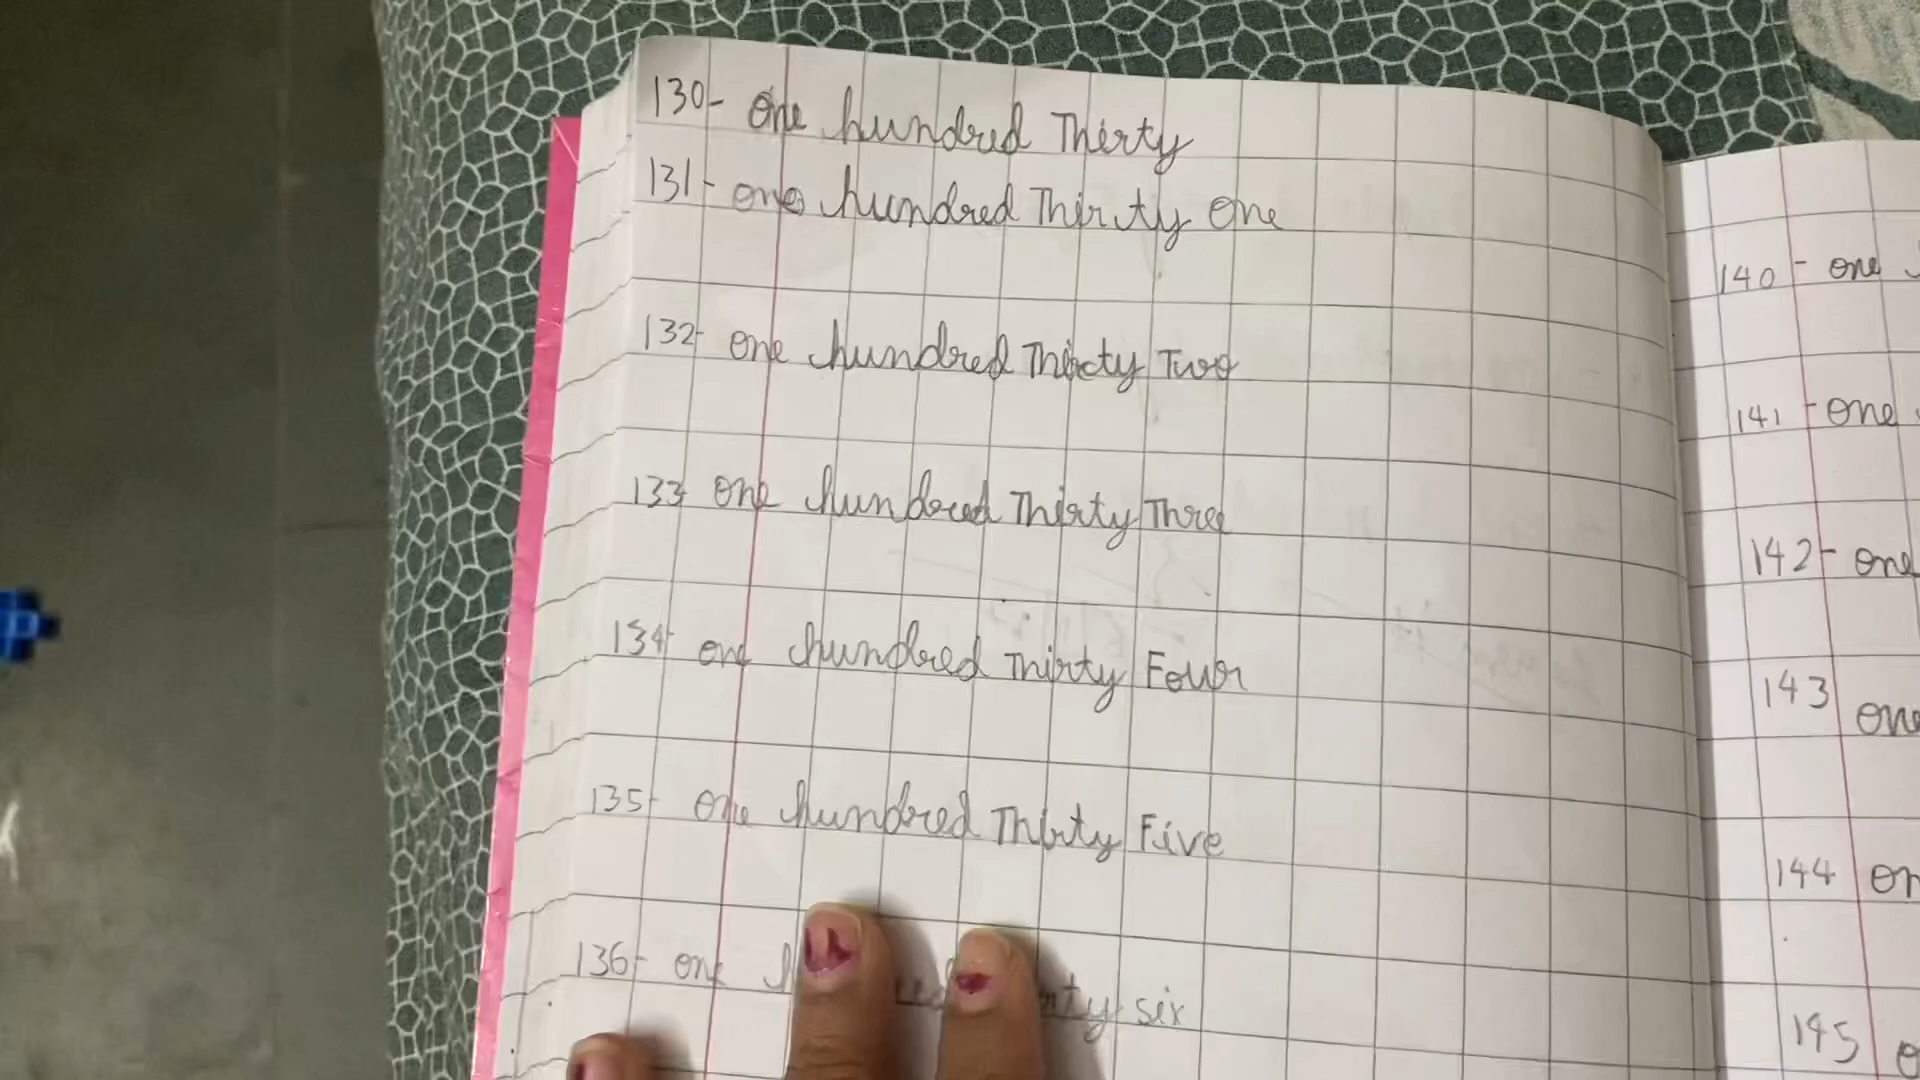 130- One hundred Thirty
131- one hundred Thirty One
132- one hundred Thirty Two
133 one hundred Thirty Three
134- one hundred Thirty Four
135- One hundred Thirty Five
136- one six
140 - one
141 - one
142- one
143 one
144
145